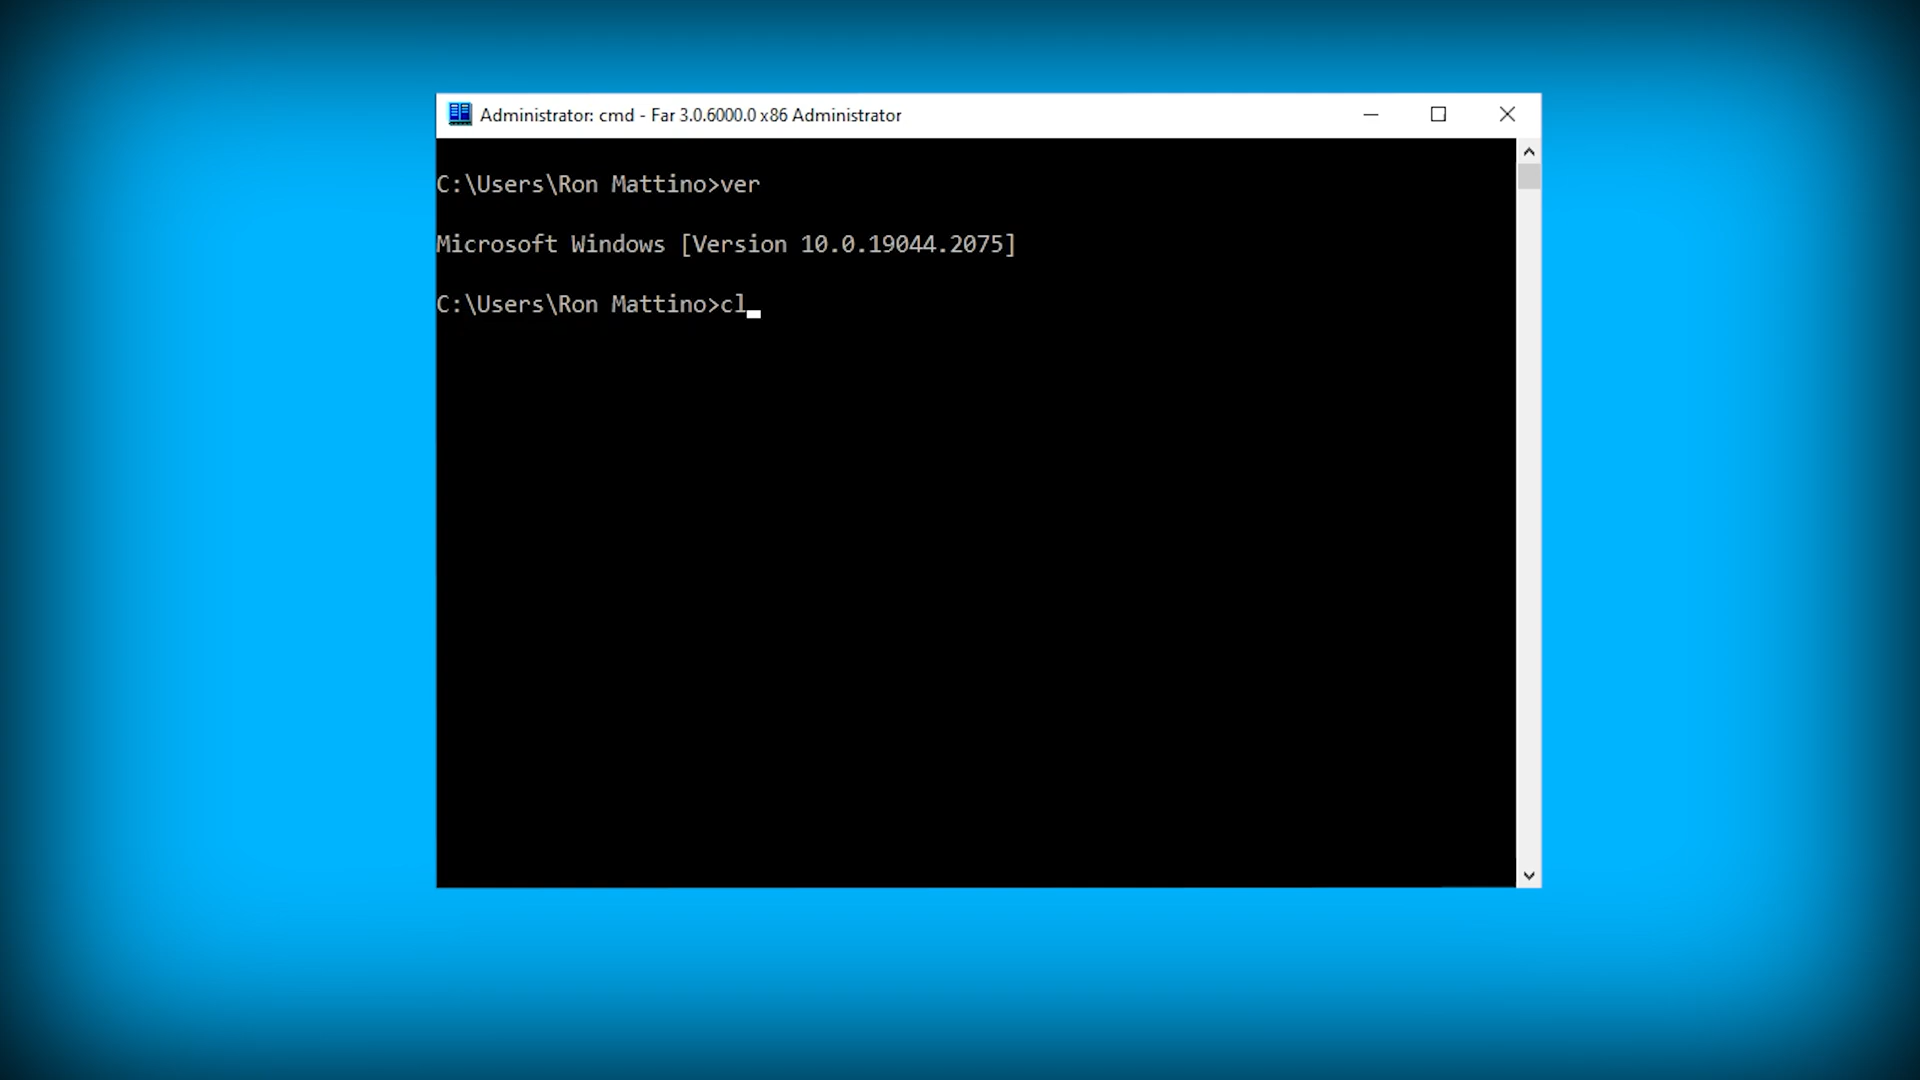 Administrator: cmd - Far 3.0.6000.0 x86 Administrator
C:\Users\Ron Mattino>ver
Microsoft Windows [Version 10.0.19044.2075]
C:\Users\Ron Mattino>cl